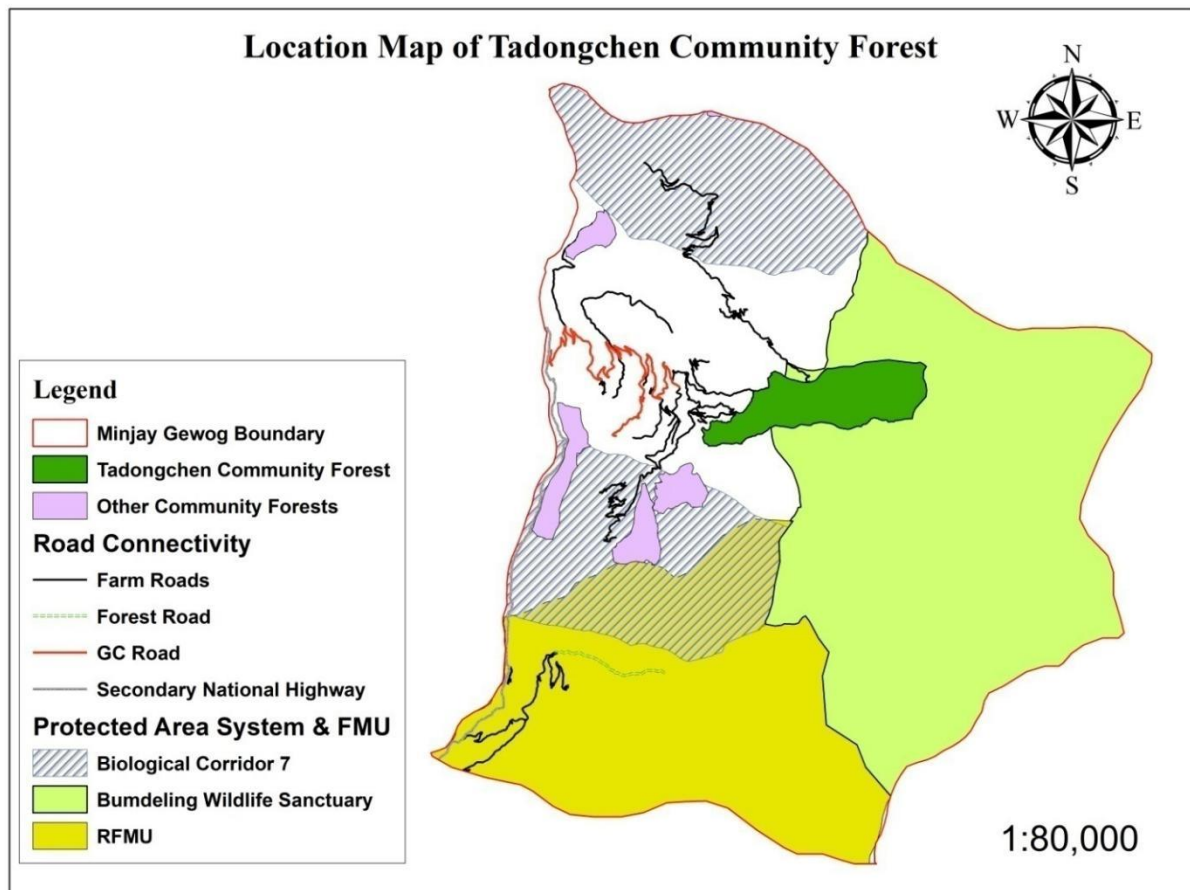 Location Map of Tadongchen Community Forest
N
W E
S
Legend
Minjay Gewog Boundary
Tadongchen Community Forest
Other Community Forests
Road Connectivity
Farm Roads
Forest Road
GC Road
Secondary National Highway
Protected Area System & FMU
Biological Corridor 7
Bumdeling Wildlife Sanctuary
RFMU
1:80,000